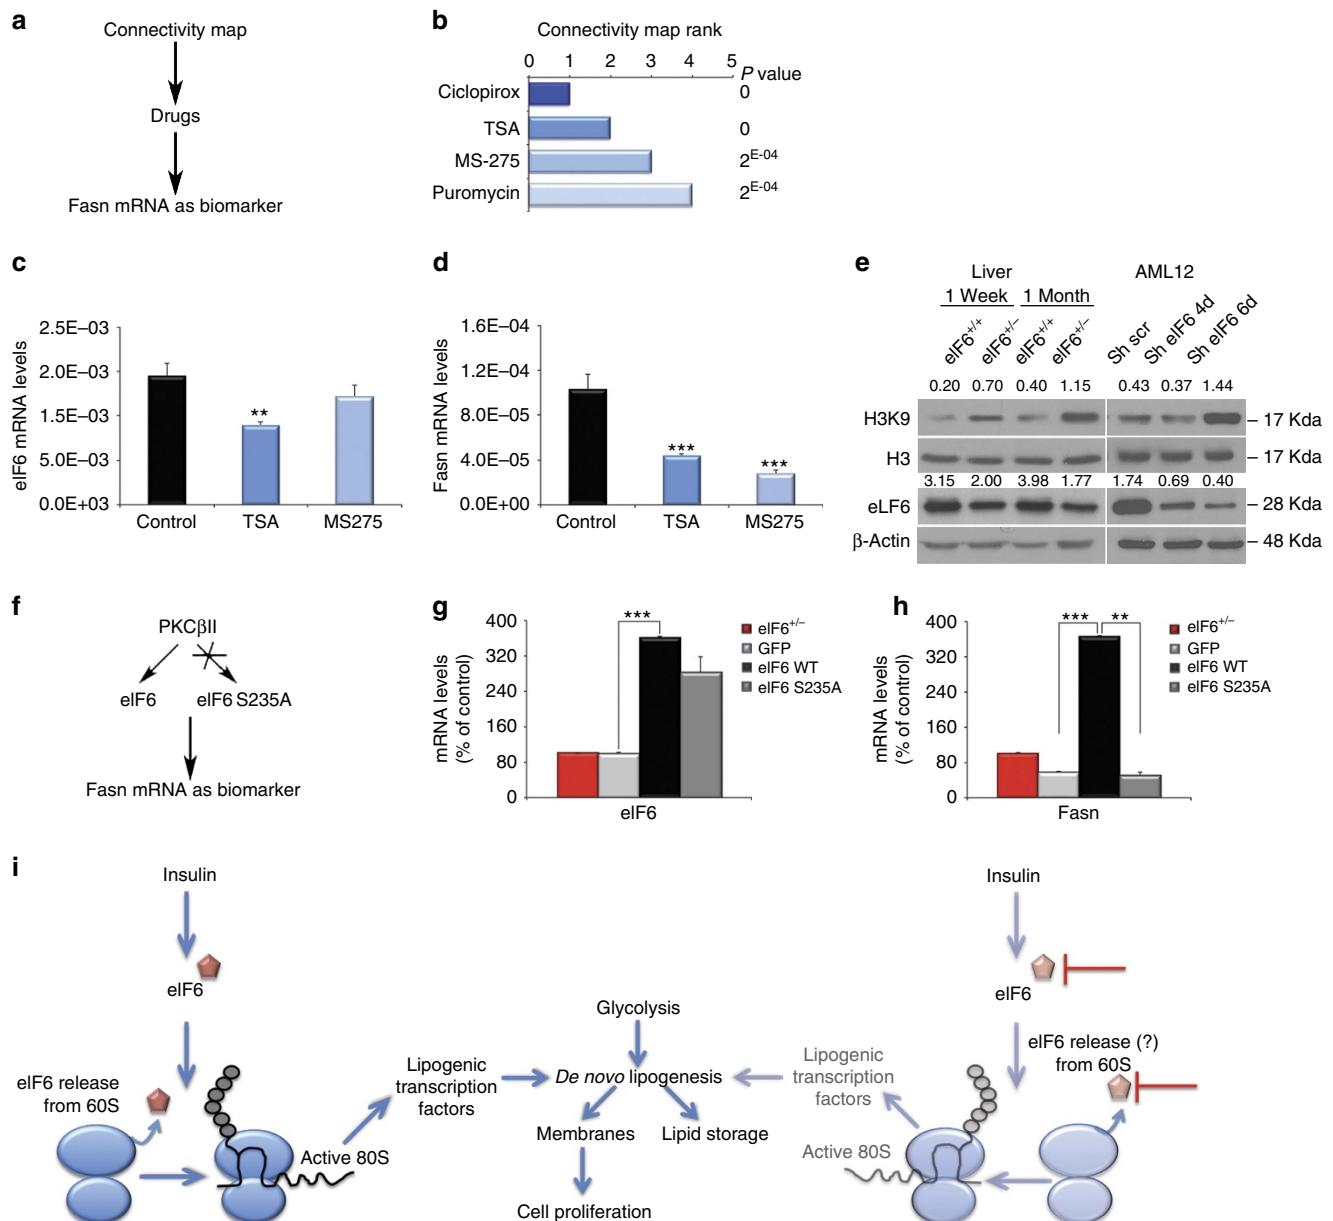 a
Connectivity map
Drugs
Fasn mRNA as biomarker
b
Connectivity map rank
0 1 2 3 4 5
P value
Ciclopirox 0
TSA 0
MS-275 2E-04
Puromycin 2E-04
c
eIF6 mRNA levels
2.5E–03
2.0E–03
1.5E–03
5.0E–03
0.0E+03
**
Control TSA MS275
d
Fasn mRNA levels
1.6E–04
1.2E–04
8.0E–05
4.0E–05
0.0E+00
*** ***
Control TSA MS275
e
Liver AML12
1 Week 1 Month
eIF6+/+ eIF6+/– eIF6+/+ eIF6+/– Sh scr Sh eIF6 4d Sh eIF6 6d
0.20 0.70 0.40 1.15 0.43 0.37 1.44
H3K9 – 17 Kda
H3 – 17 Kda
3.15 2.00 3.98 1.77 1.74 0.69 0.40
eLF6 – 28 Kda
β-Actin – 48 Kda
f
PKCβII
eIF6 eIF6 S235A
Fasn mRNA as biomarker
g
mRNA levels
(% of control)
400
320
240
160
80
0
***
eIF6
eIF6+/–
GFP
eIF6 WT
eIF6 S235A
h
mRNA levels
(% of control)
400
320
240
160
80
0
*** **
Fasn
eIF6+/–
GFP
eIF6 WT
eIF6 S235A
i
Insulin
eIF6
eIF6 release
from 60S
Active 80S
Lipogenic
transcription
factors
Glycolysis
De novo lipogenesis
Membranes Lipid storage
Cell proliferation
Lipogenic
transcription
factors
Active 80S
Insulin
eIF6
eIF6 release (?)
from 60S